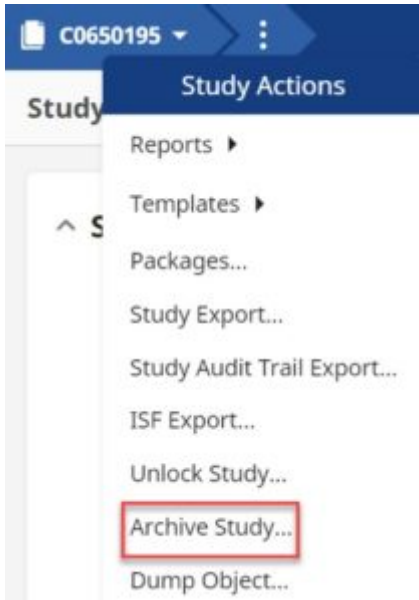 C0650195
Study Actions
Study
Reports
Templates
S
Packages...
Study Export...
Study Audit Trail Export...
ISF Export...
Unlock Study...
Archive Study...
Dump Object...